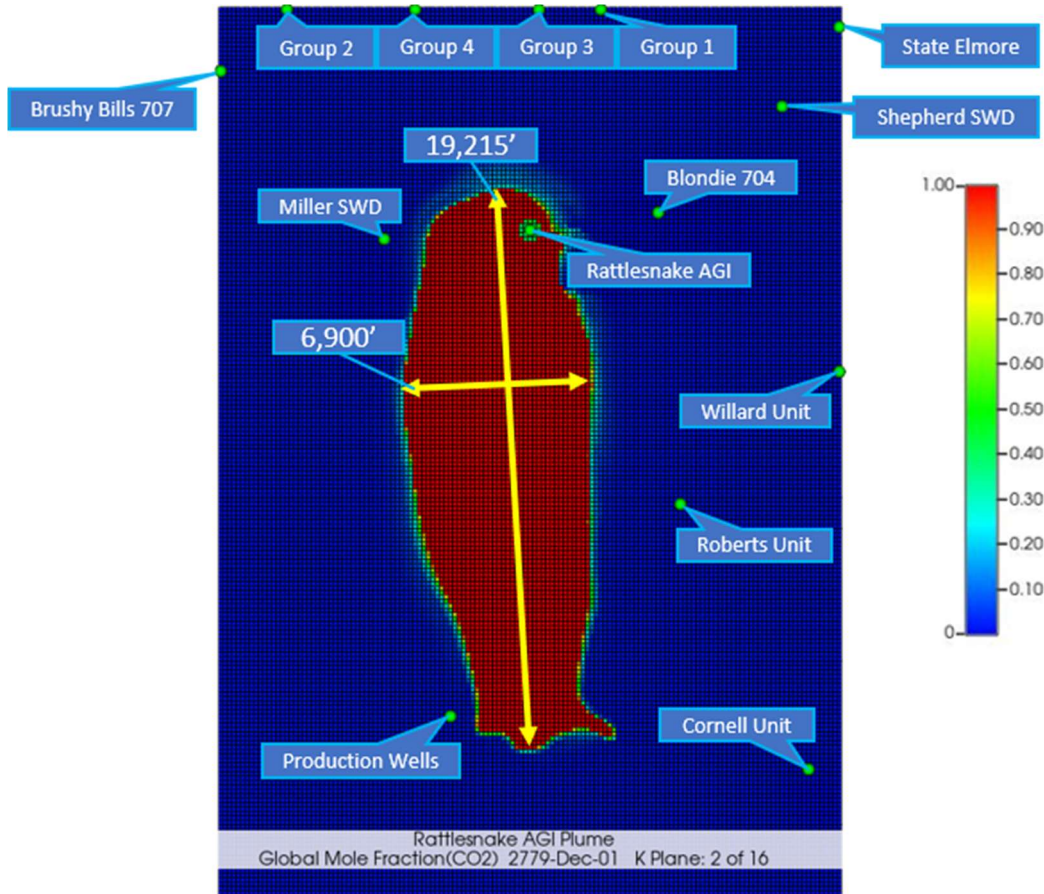 Group 2
Group 4
Group 3
Group 1
State Elmore
Brushy Bills 707
Shepherd SWD
19,215’
Blondie 704
Miller SWD
1.00
0.90
Rattlesnake AGI
0.80
6,900’
0.70
0.60
Willard Unit
0.50
0.40
0.30
Roberts Unit
0.20
0.10
0
Cornell Unit
Production Wells
Rattlesnake AGI Plume
Global Mole Fraction(CO2) 2779-Dec-01 K Plane: 2 of 16